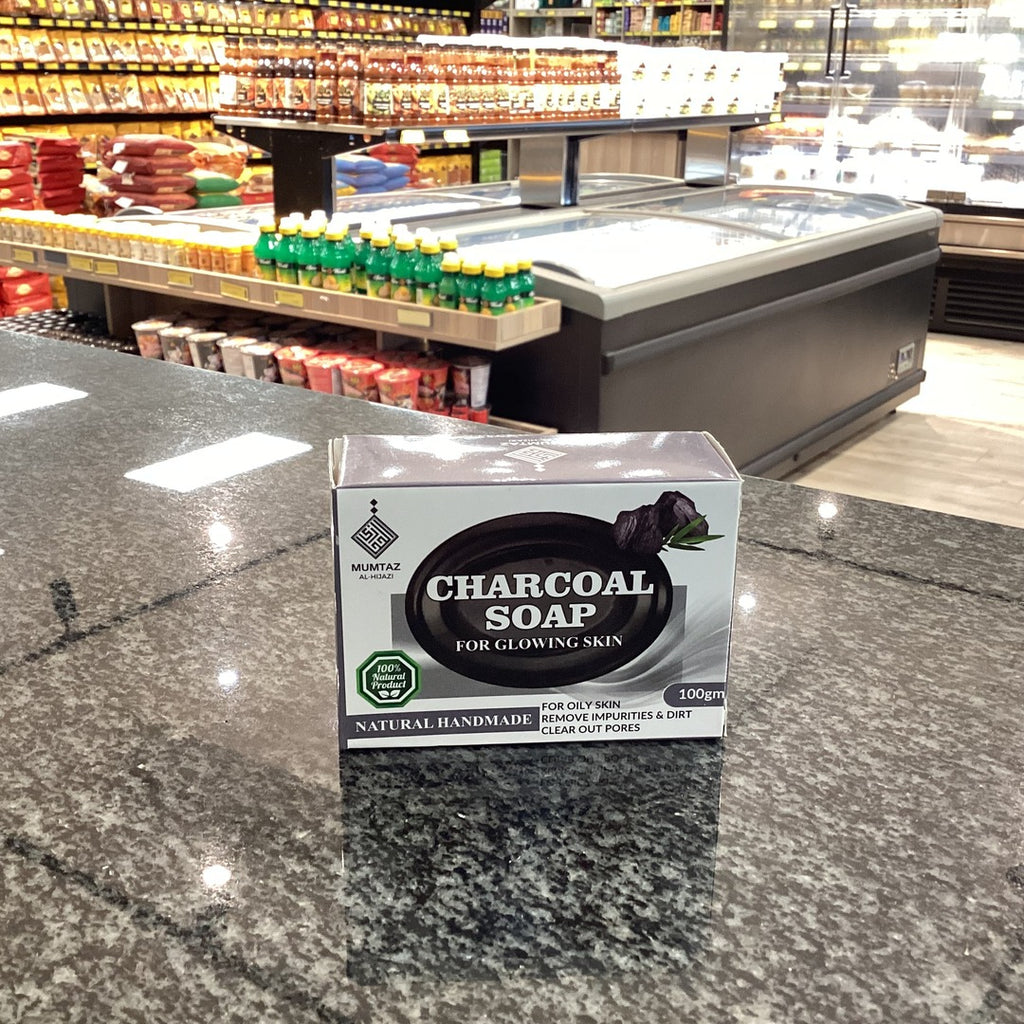 MUMTAZ
MUMTAZ
AL-HIJAZI
CHARCOAL
SOAP
FOR GLOWING SKIN
100%
Natural
Product
100gm
NATURAL HANDMADE
FOR OILY SKIN
REMOVE IMPURITIES & DIRT
CLEAR OUT PORES